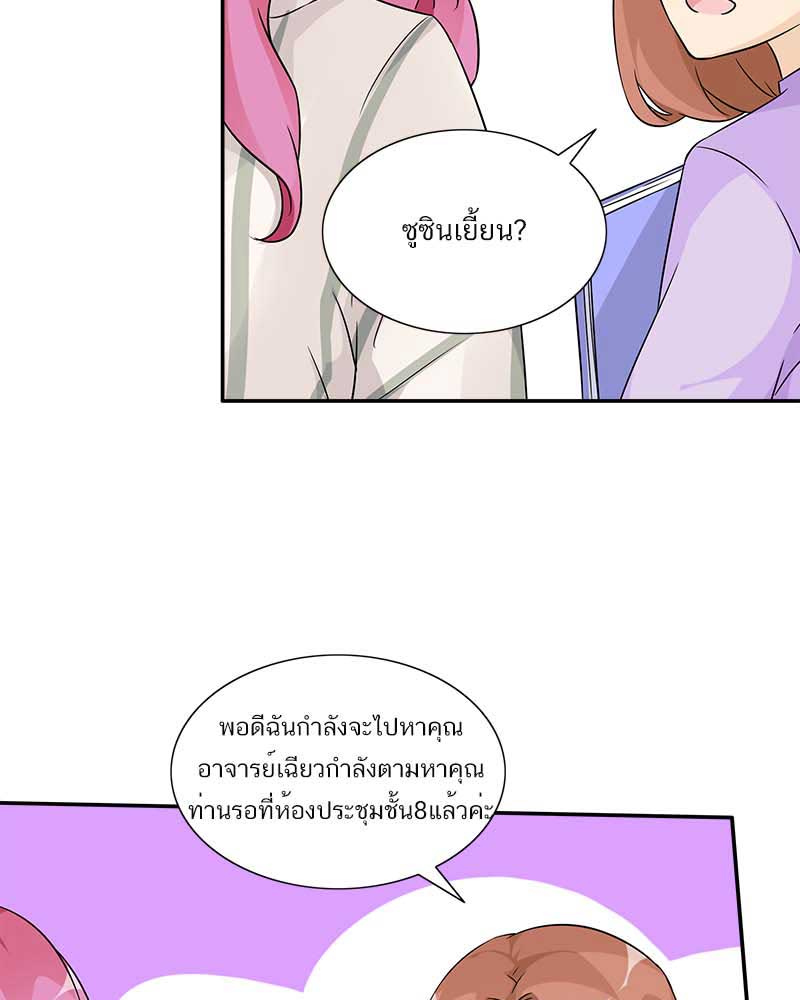 ซูซินเยี้ยน?
พอดีฉันกำลังจะไปหาคุณ
อาจารย์เฉียวกำลังตามหาคุณ
ท่านรอที่ห้องประชุมชั้น8แล้วค่ะ